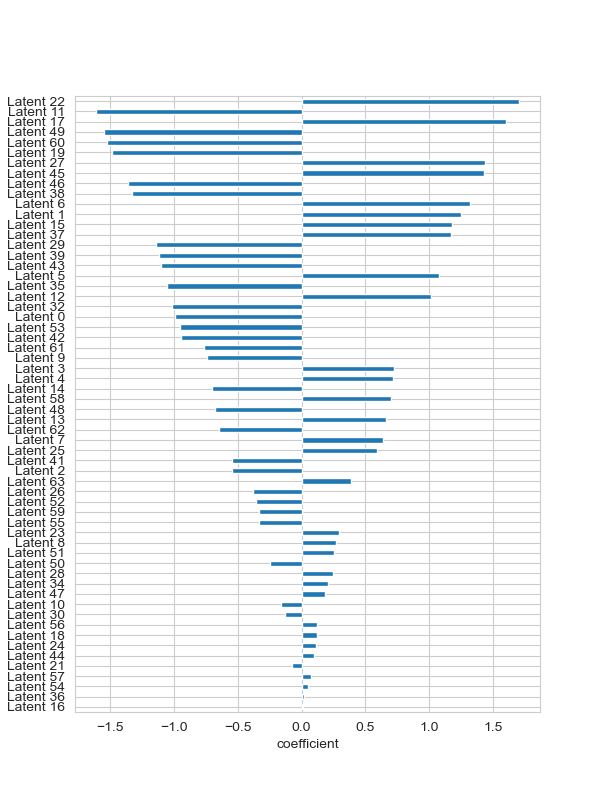 Latent 22
Latent 11
Latent 17
Latent 49
Latent 60
Latent 19
Latent 27
Latent 45
Latent 46
Latent 38
Latent 6
Latent 1
Latent 15
Latent 37
Latent 29
Latent 39
Latent 43
Latent 5
Latent 35
Latent 12
Latent 32
Latent 0
Latent 53
Latent 42
Latent 61
Latent 9
Latent 3
Latent 4
Latent 14
Latent 58
Latent 48
Latent 13
Latent 62
Latent 7
Latent 25
Latent 41
Latent 2
Latent 63
Latent 26
Latent 52
Latent 59
Latent 55
Latent 23
Latent 8
Latent 51
Latent 50
Latent 28
Latent 34
Latent 47
Latent 10
Latent 30
Latent 56
Latent 18
Latent 24
Latent 44
Latent 21
Latent 57
Latent 54
Latent 36
Latent 16
−1.5 −1.0 −0.5 0.0 0.5 1.0 1.5
coefficient